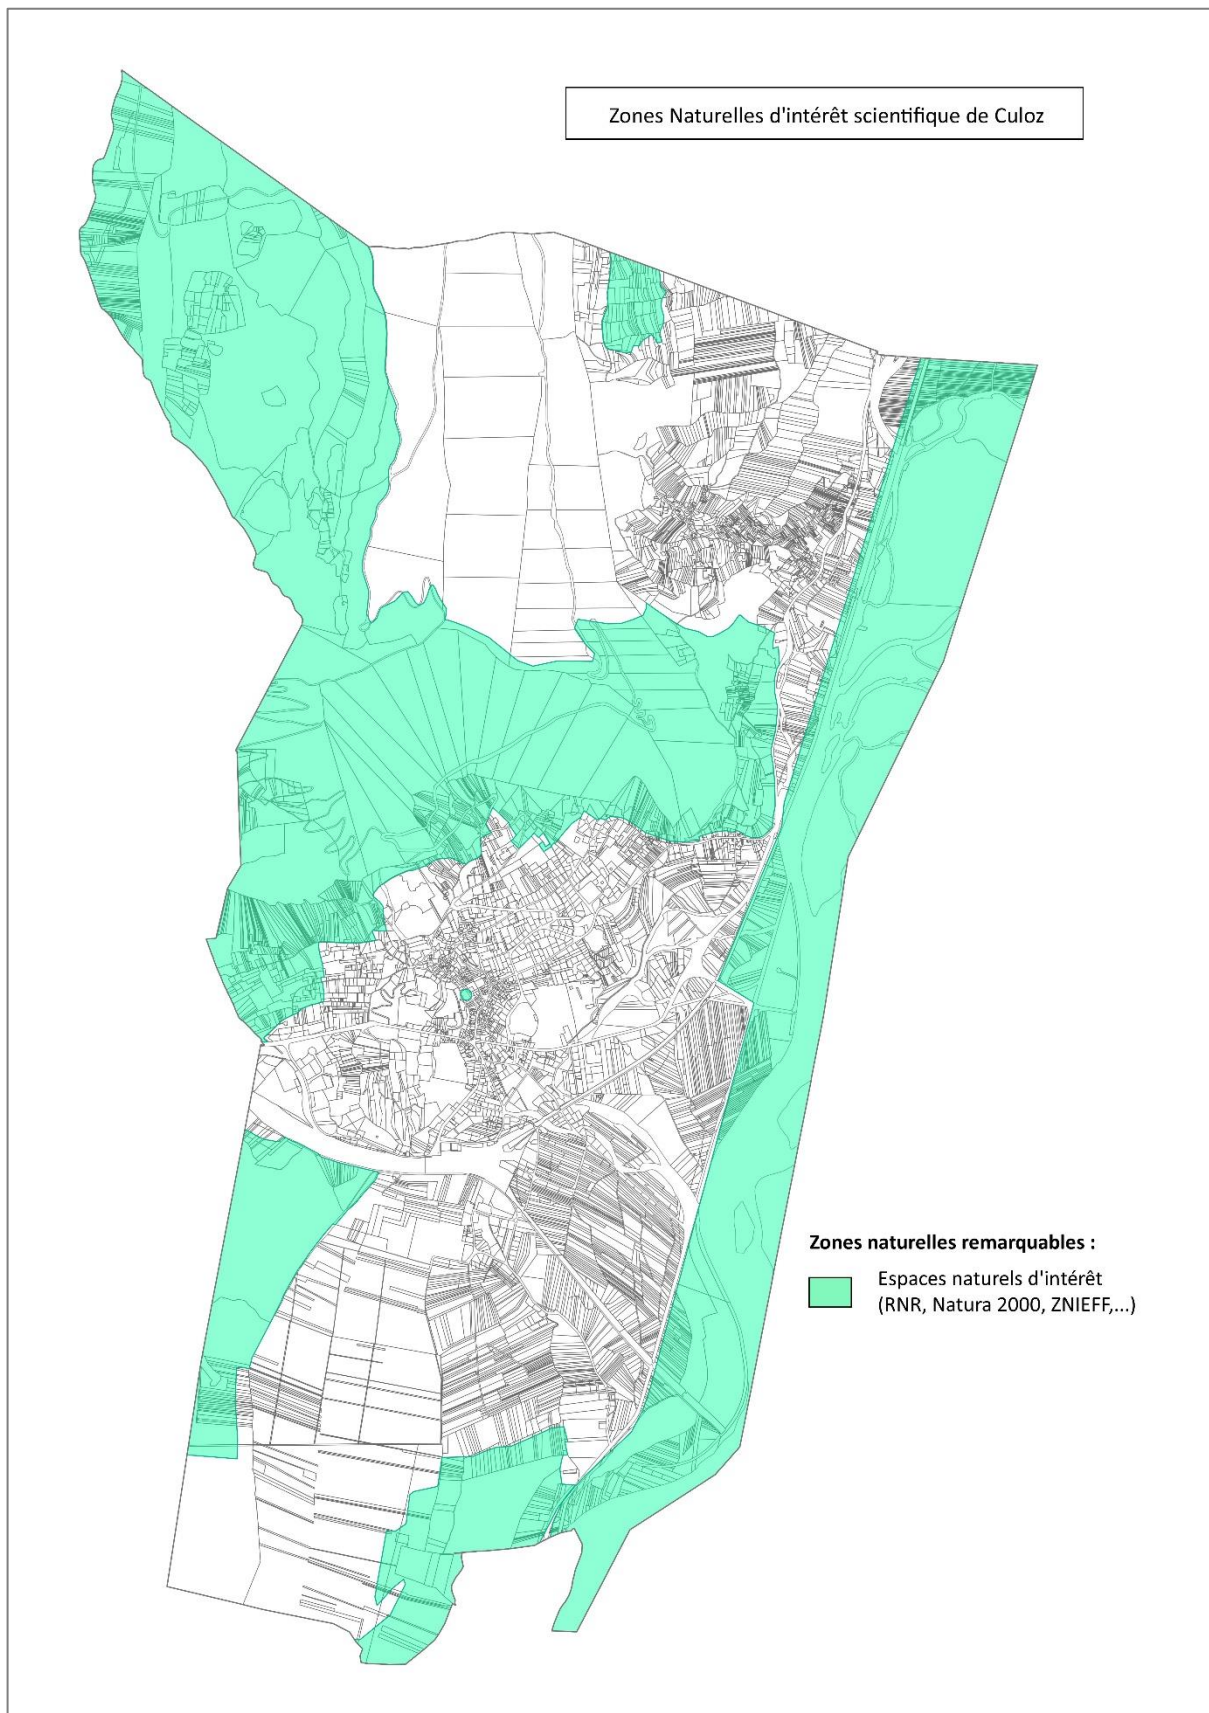 Zones Naturelles d'intérêt scientifique de Culoz
Zones naturelles remarquables :
Espaces naturels d'intérêt
(RNR, Natura 2000, ZNIEFF,...)